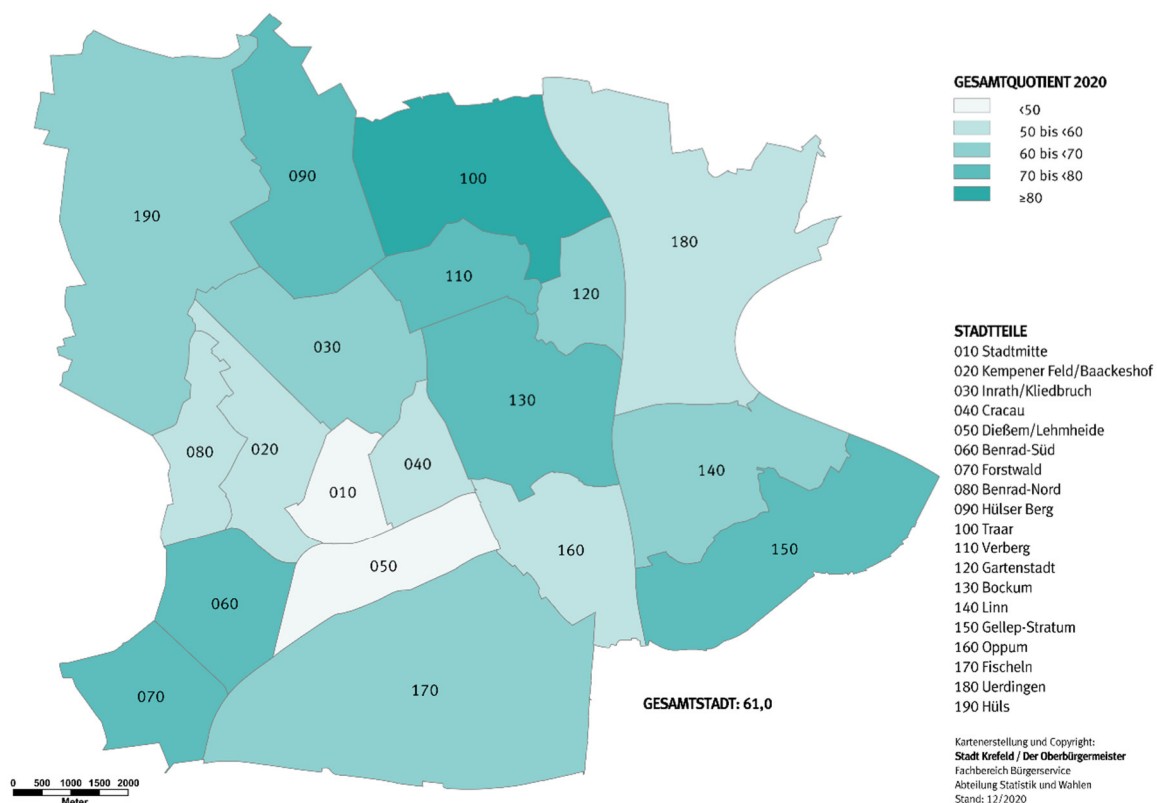 GESAMTQUOTIENT 2020
<50
50 bis <60
60 bis <70
70 bis <80
≥80
090
100
190
180
110
120
030
130
080
020
040
140
010
160
150
050
060
070
170
GESAMTSTADT: 61,0
STADTTEILE
010 Stadtmitte
020 Kempener Feld/Baackeshof
030 Inrath/Kliedbruch
040 Cracau
050 Dießem/Lehmheide
060 Benrad-Süd
070 Forstwald
080 Benrad-Nord
090 Hülser Berg
100 Traar
110 Verberg
120 Gartenstadt
130 Bockum
140 Linn
150 Gellep-Stratum
160 Oppum
170 Fischeln
180 Uerdingen
190 Hüls
Kartenerstellung und Copyright:
Stadt Krefeld / Der Oberbürgermeister
Fachbereich Bürgerservice
Abteilung Statistik und Wahlen
Stand: 12/2020
0 500 1000 1500 2000
Meter